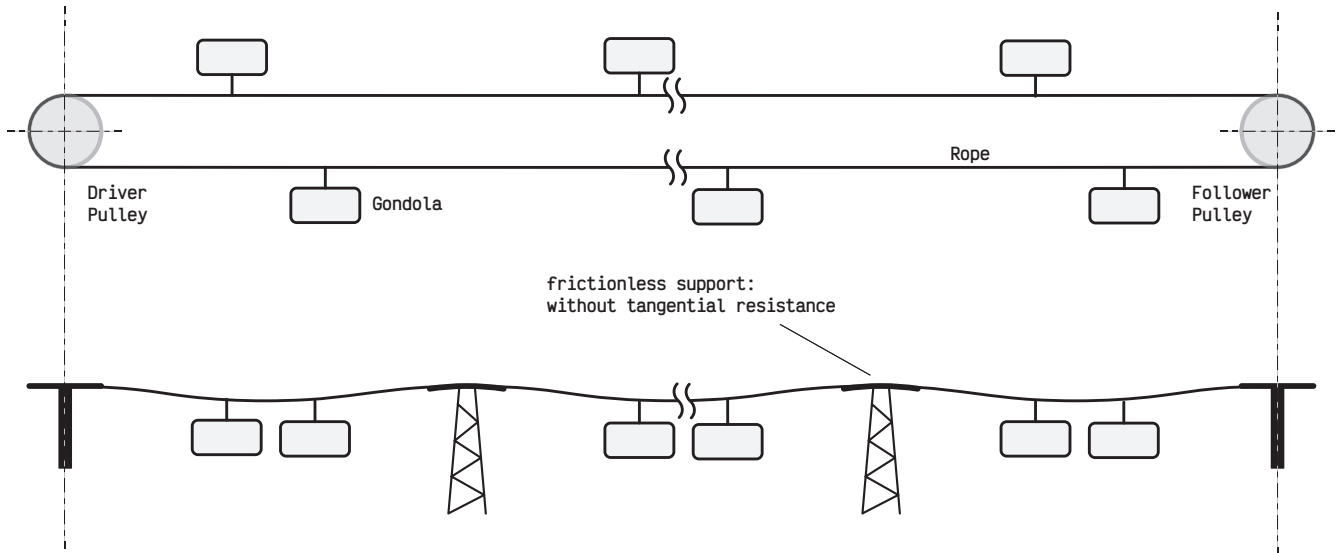 Rope
Driver
Pulley
Gondola
Follower
Pulley
frictionless support:
without tangential resistance